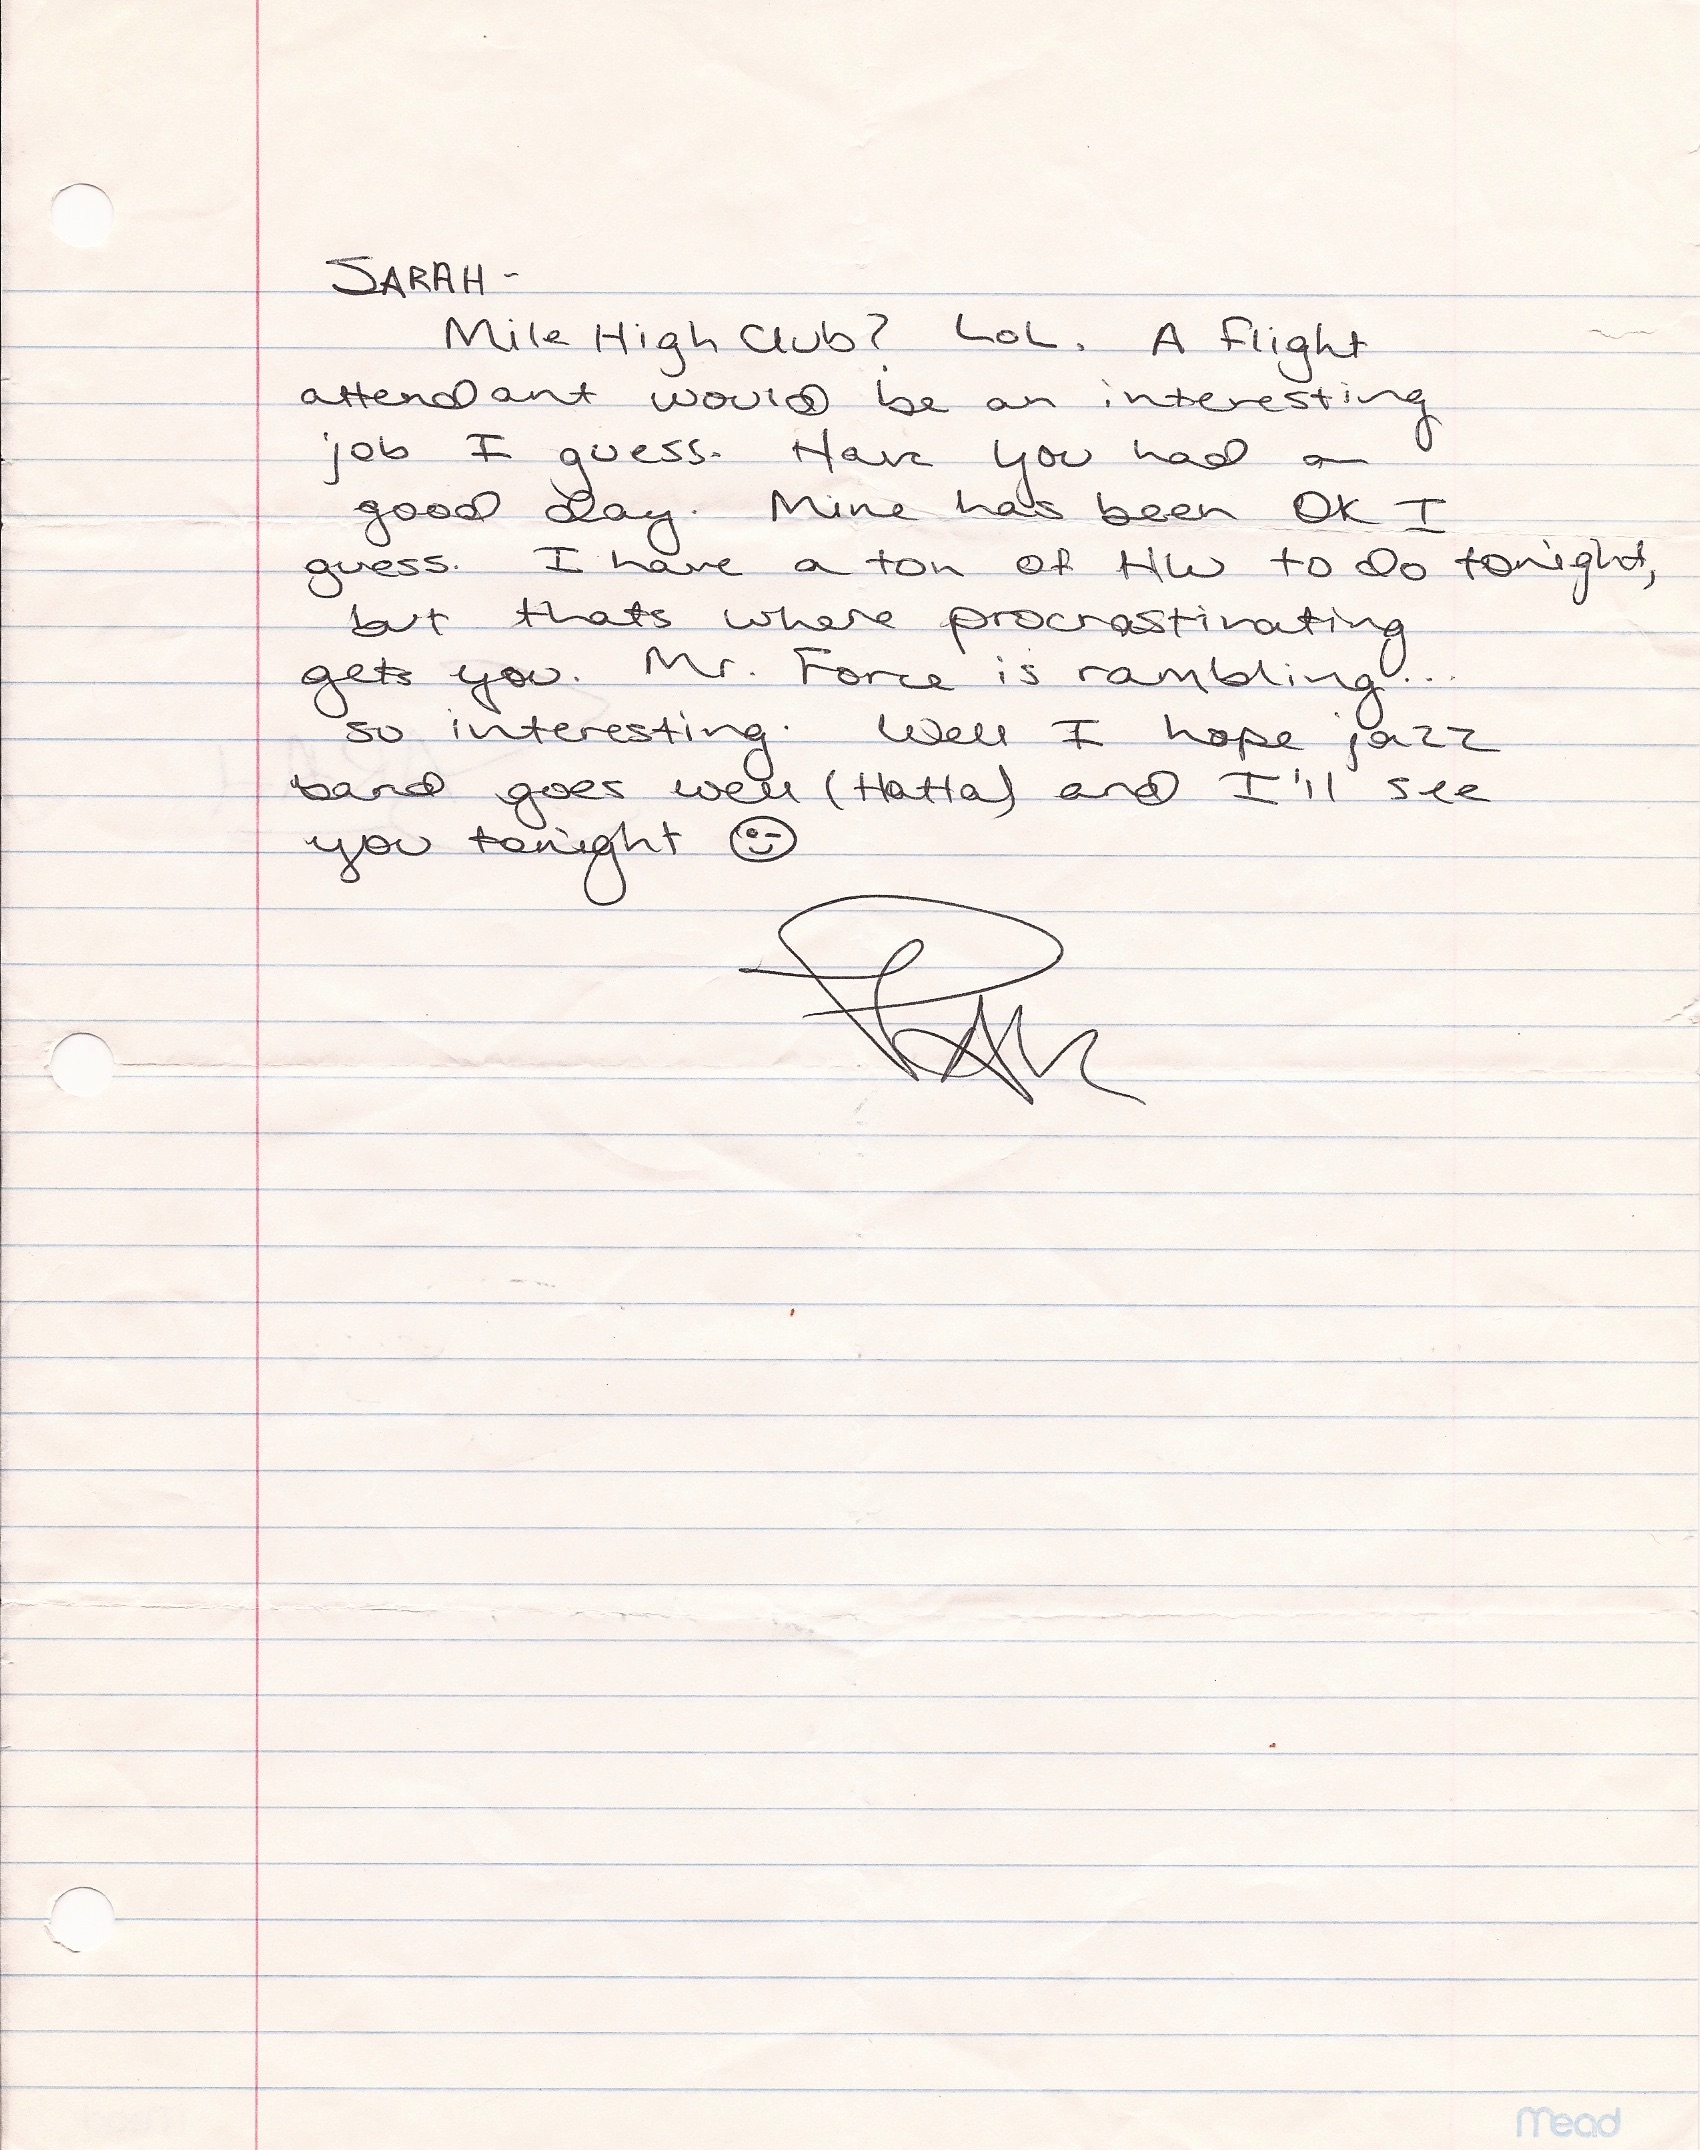 SARAH -
Mile High Club? LoL. A flight
attendant would be an interesting
job I guess. Have you had a
good day. Mine has been OK I
guess. I have a ton of HW to do tonight,
but thats where procrastinating
gets you. Mr. Force is rambling...
so interesting. Well I hope jazz
band goes well (HaHa) and I'll see
you tonight
Mead